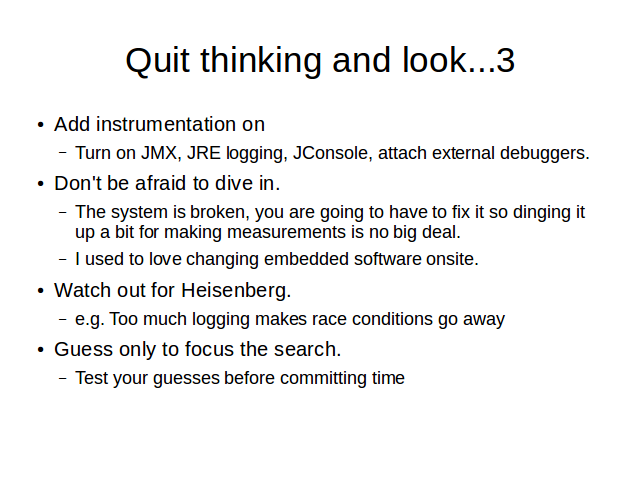 Quit thinking and look...3
• Add instrumentation on
– Turn on JMX, JRE logging, JConsole, attach external debuggers.
• Don't be afraid to dive in.
– The system is broken, you are going to have to fix it so dinging it
up a bit for making measurements is no big deal.
– I used to love changing embedded software onsite.
• Watch out for Heisenberg.
– e.g. Too much logging makes race conditions go away
• Guess only to focus the search.
– Test your guesses before committing time